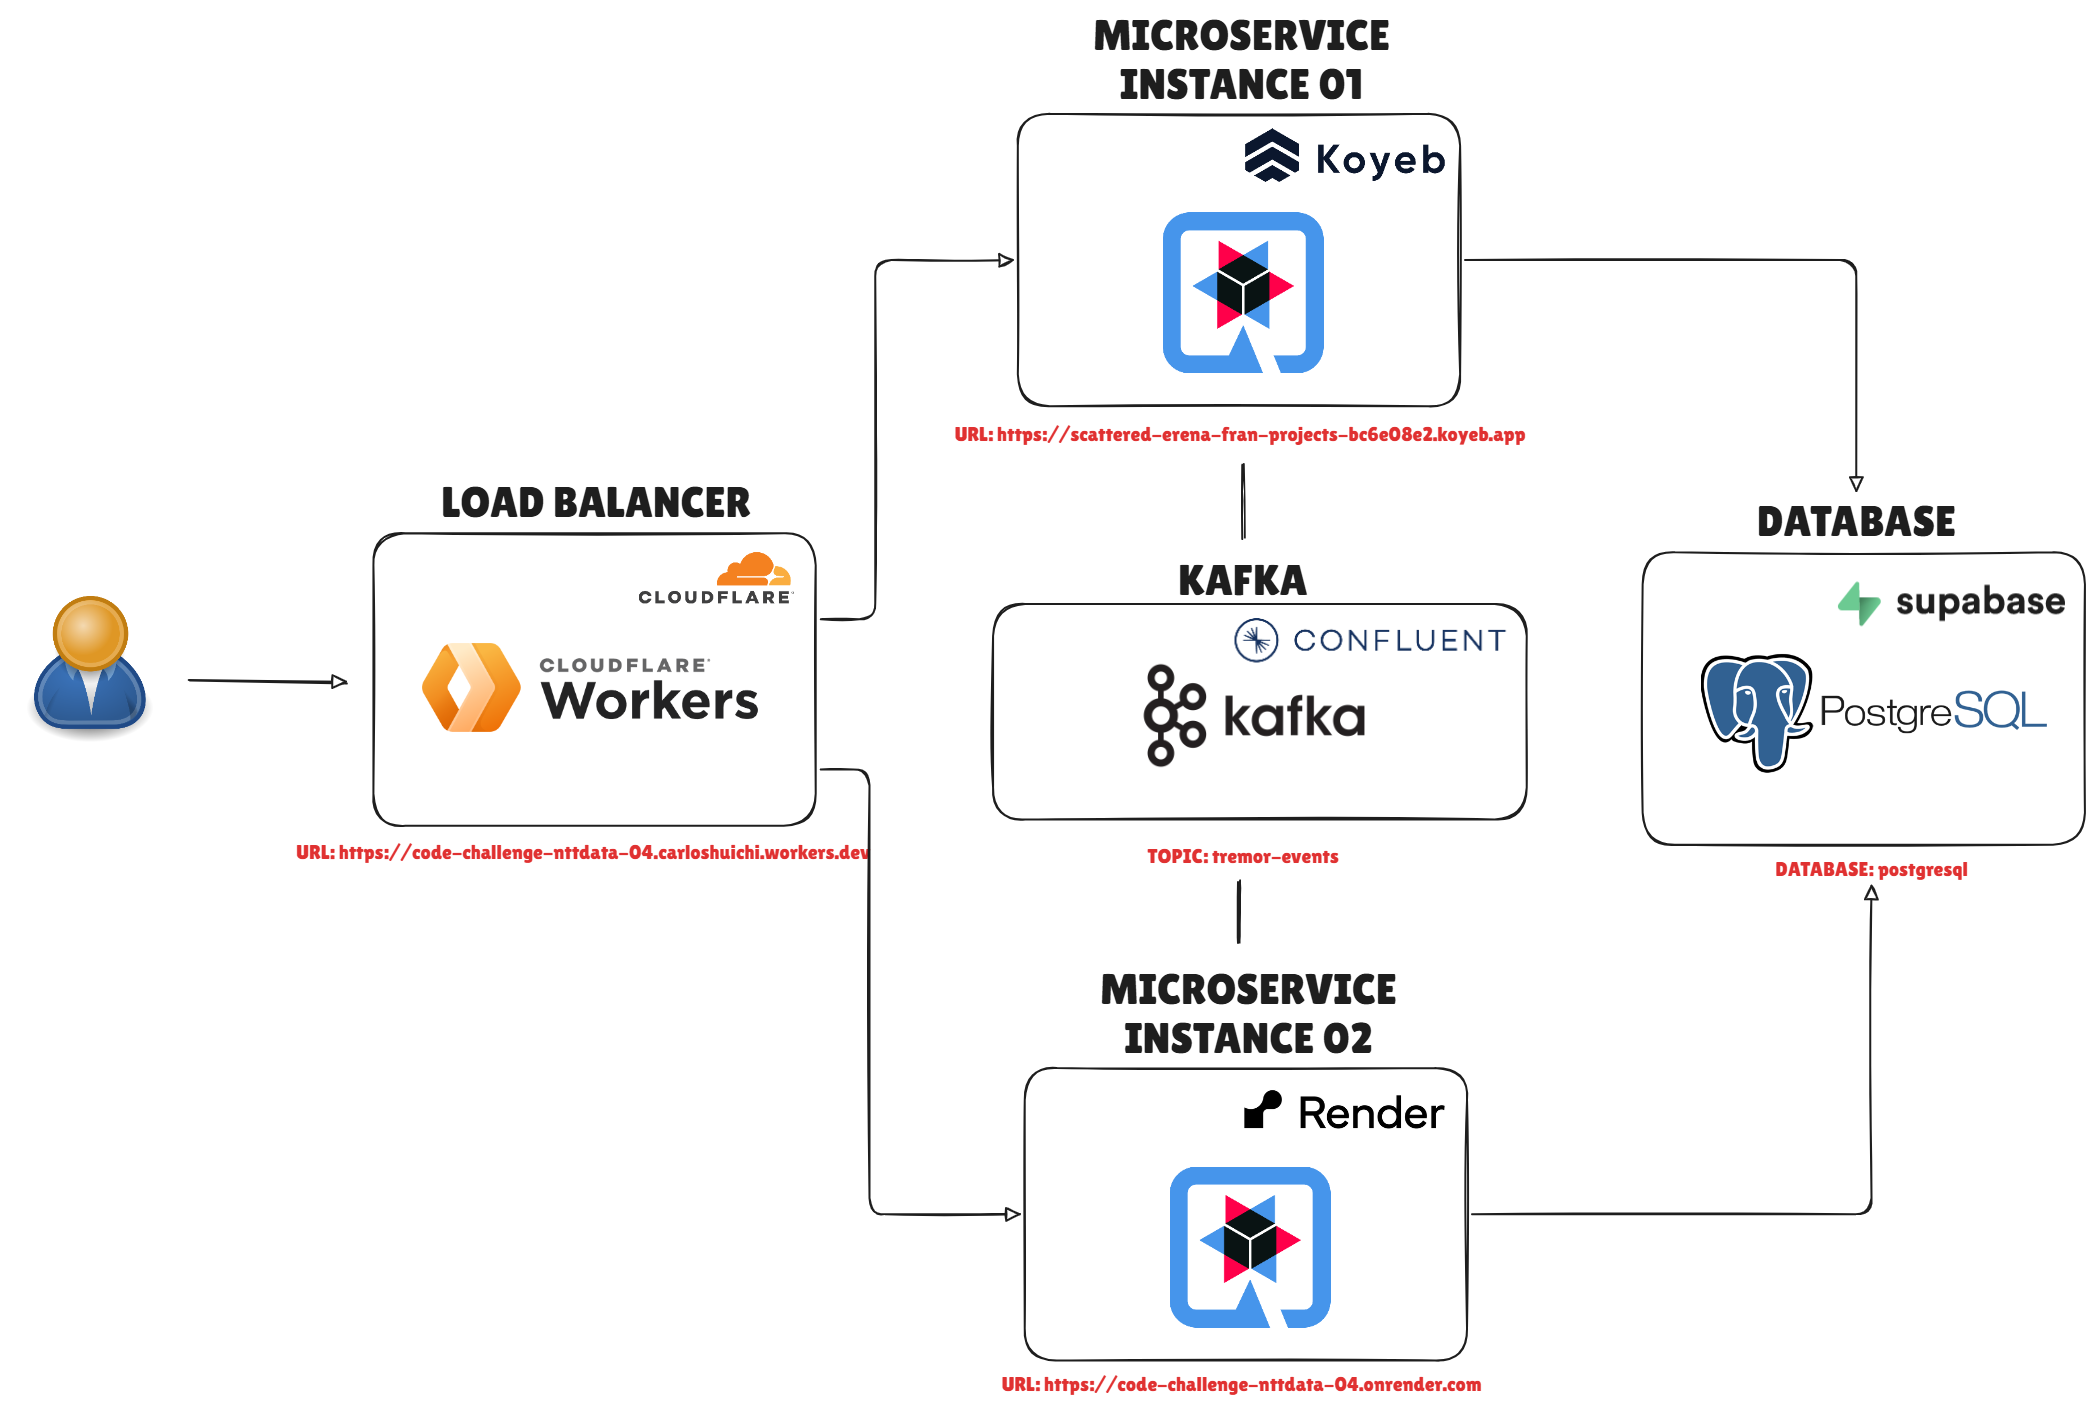 MICROSERVICE
INSTANCE 01
Koyeb
URL: https://scattered-erena-fran-projects-bc6e08e2.koyeb.app
LOAD BALANCER
CLOUDFLARE
CLOUDFLARE
Workers
URL: https://code-challenge-nttdata-04.carloshuichi.workers.dev
KAFKA
CONFLUENT
kafka
TOPIC: tremor-events
DATABASE
supabase
PostgreSQL
DATABASE: postgresql
MICROSERVICE
INSTANCE 02
Render
URL: https://code-challenge-nttdata-04.onrender.com